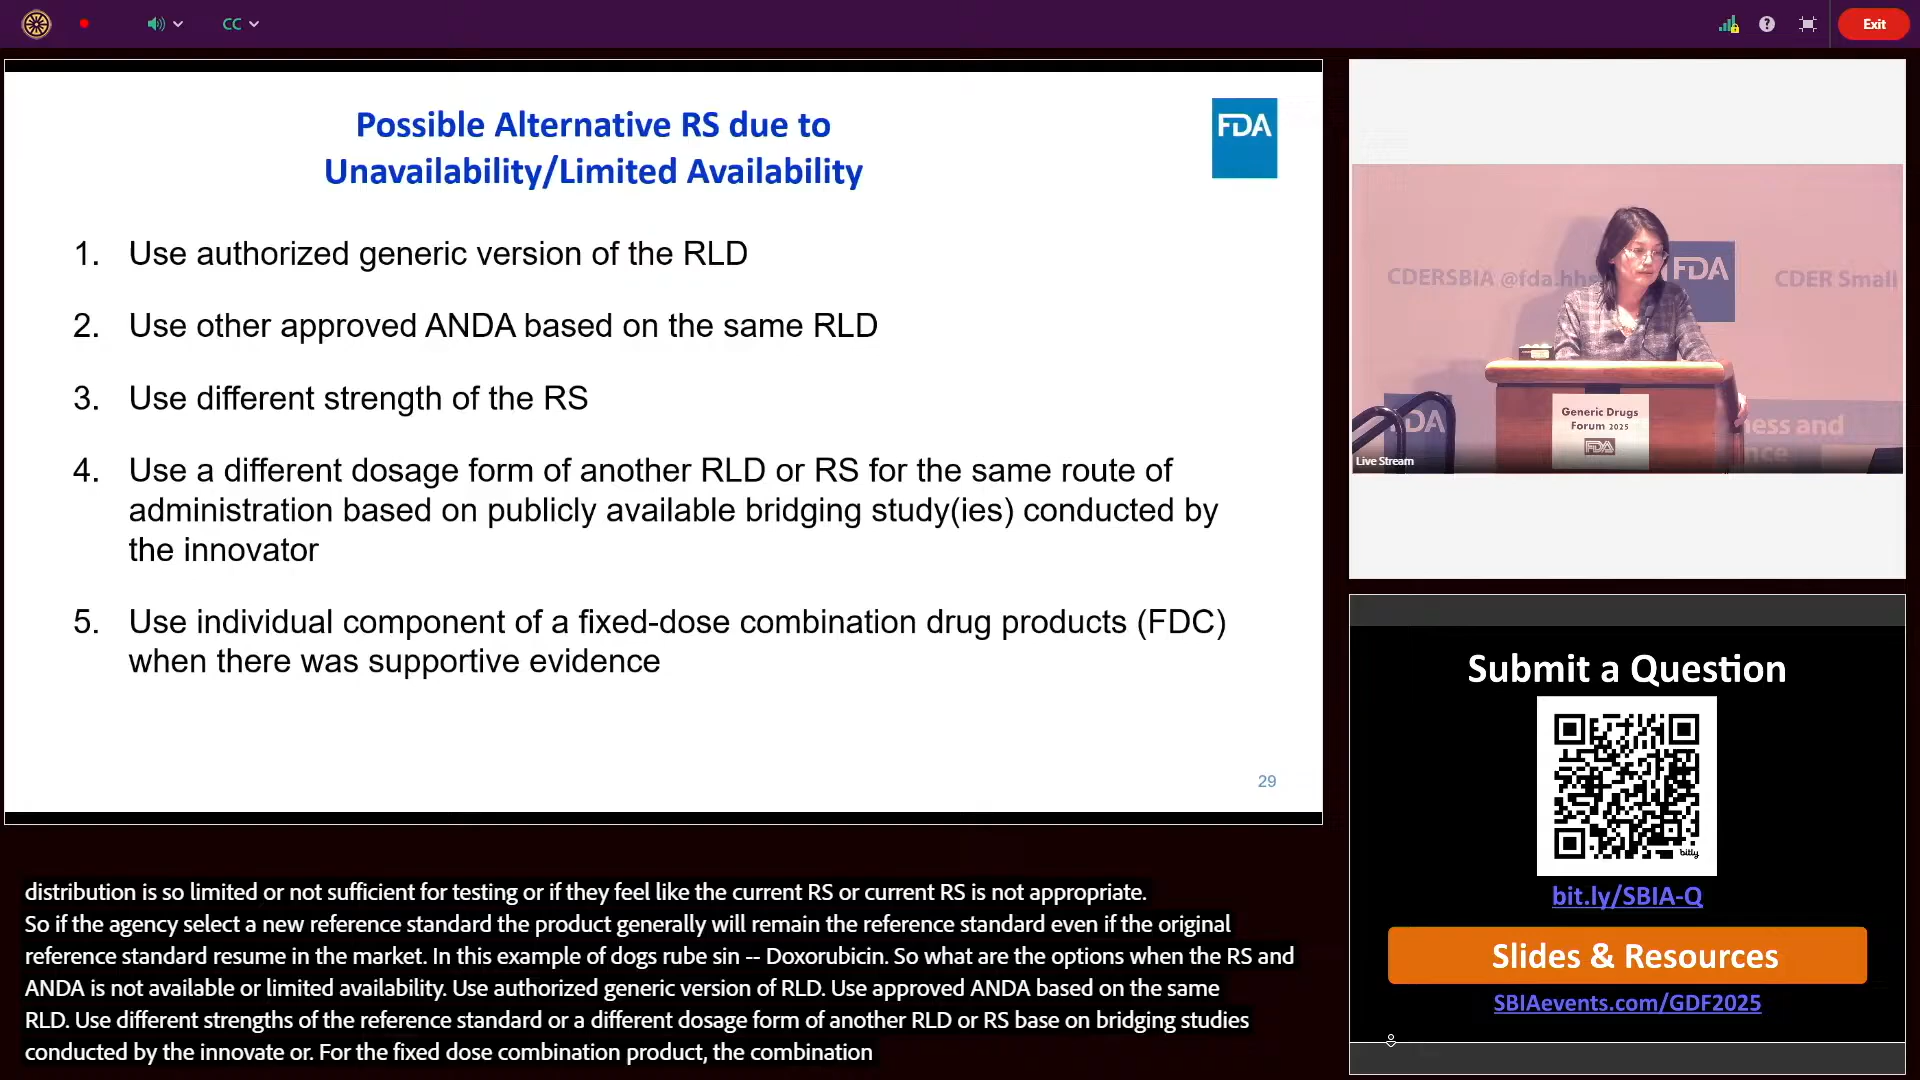 CC
Exit
Possible Alternative RS due to
Unavailability/Limited Availability
FDA
1. Use authorized generic version of the RLD
2. Use other approved ANDA based on the same RLD
3. Use different strength of the RS
4. Use a different dosage form of another RLD or RS for the same route of
administration based on publicly available bridging study(ies) conducted by
the innovator
5. Use individual component of a fixed-dose combination drug products (FDC)
when there was supportive evidence
29
CDERSBIA @fda.hhs
FDA
CDER Small
Generic Drugs
Forum 2025
FDA
FDA
ness and
nce
Live Stream
Submit a Question
bitly
bit.ly/SBIA-Q
Slides & Resources
SBIAevents.com/GDF2025
distribution is so limited or not sufficient for testing or if they feel like the current RS or current RS is not appropriate.
So if the agency select a new reference standard the product generally will remain the reference standard even if the original
reference standard resume in the market. In this example of dogs rube sin -- Doxorubicin. So what are the options when the RS and
ANDA is not available or limited availability. Use authorized generic version of RLD. Use approved ANDA based on the same
RLD. Use different strengths of the reference standard or a different dosage form of another RLD or RS base on bridging studies
conducted by the innovate or. For the fixed dose combination product, the combination